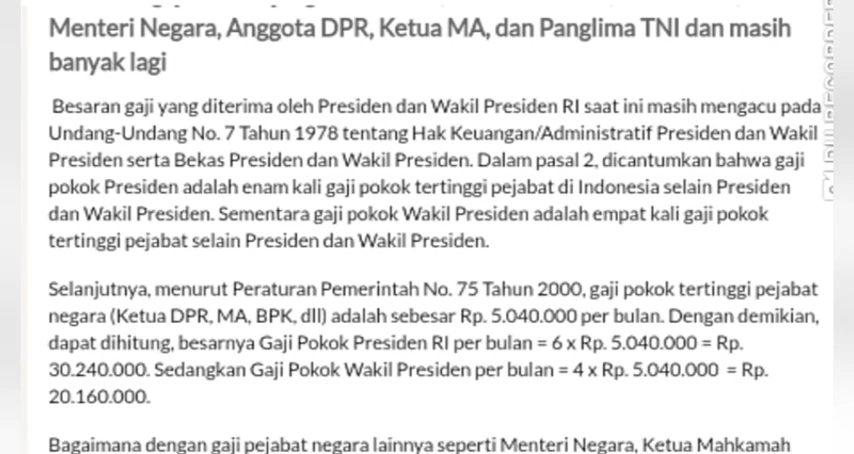 Menteri Negara, Anggota DPR, Ketua MA, dan Panglima TNI dan masih
banyak lagi
Besaran gaji yang diterima oleh Presiden dan Wakil Presiden RI saat ini masih mengacu pada
Undang-Undang No. 7 Tahun 1978 tentang Hak Keuangan/Administratif Presiden dan Wakil
Presiden serta Bekas Presiden dan Wakil Presiden. Dalam pasal 2, dicantumkan bahwa gaji
pokok Presiden adalah enam kali gaji pokok tertinggi pejabat di Indonesia selain Presiden
dan Wakil Presiden. Sementara gaji pokok Wakil Presiden adalah empat kali gaji pokok
tertinggi pejabat selain Presiden dan Wakil Presiden.
Selanjutnya, menurut Peraturan Pemerintah No. 75 Tahun 2000, gaji pokok tertinggi pejabat
negara (Ketua DPR, MA, BPK, dll) adalah sebesar Rp. 5.040.000 per bulan. Dengan demikian,
dapat dihitung, besarnya Gaji Pokok Presiden RI per bulan = 6 x Rp. 5.040.000 = Rp.
30.240.000. Sedangkan Gaji Pokok Wakil Presiden per bulan = 4 x Rp. 5.040.000 = Rp.
20.160.000.
Bagaimana dengan gaji pejabat negara lainnya seperti Menteri Negara, Ketua Mahkamah